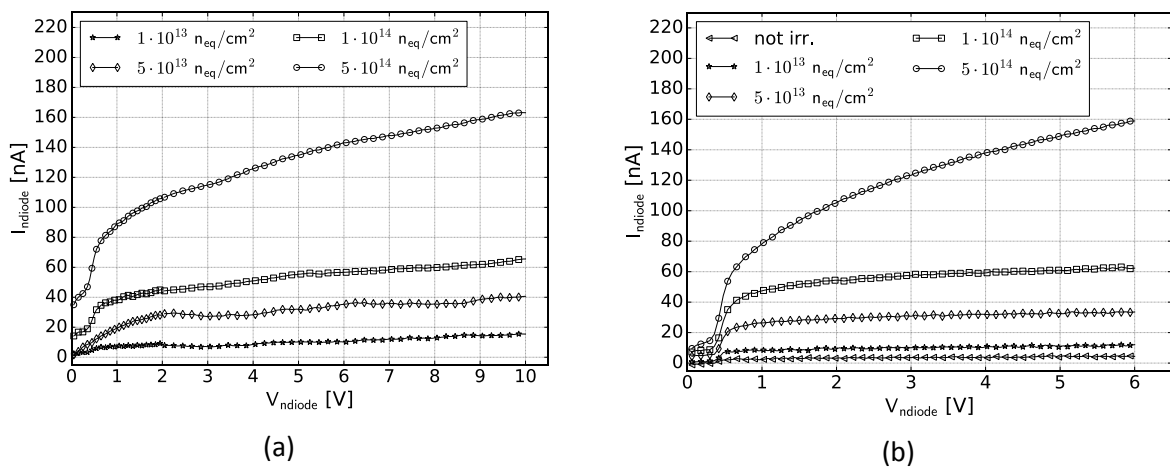 220
200
180
160
140
120
100
80
60
40
20
0
I_ndiode [nA]
1·10^13 n_eq/cm^2
5·10^13 n_eq/cm^2
1·10^14 n_eq/cm^2
5·10^14 n_eq/cm^2
0 1 2 3 4 5 6 7 8 9 10
V_ndiode [V]
(a)
220
200
180
160
140
120
100
80
60
40
20
0
I_ndiode [nA]
not irr.
1·10^13 n_eq/cm^2
5·10^13 n_eq/cm^2
1·10^14 n_eq/cm^2
5·10^14 n_eq/cm^2
0 1 2 3 4 5 6
V_ndiode [V]
(b)